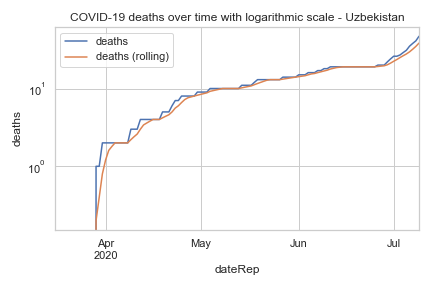 COVID-19 deaths over time with logarithmic scale - Uzbekistan
deaths
deaths (rolling)
deaths
10¹
10⁰
Apr
2020
May
Jun
Jul
dateRep